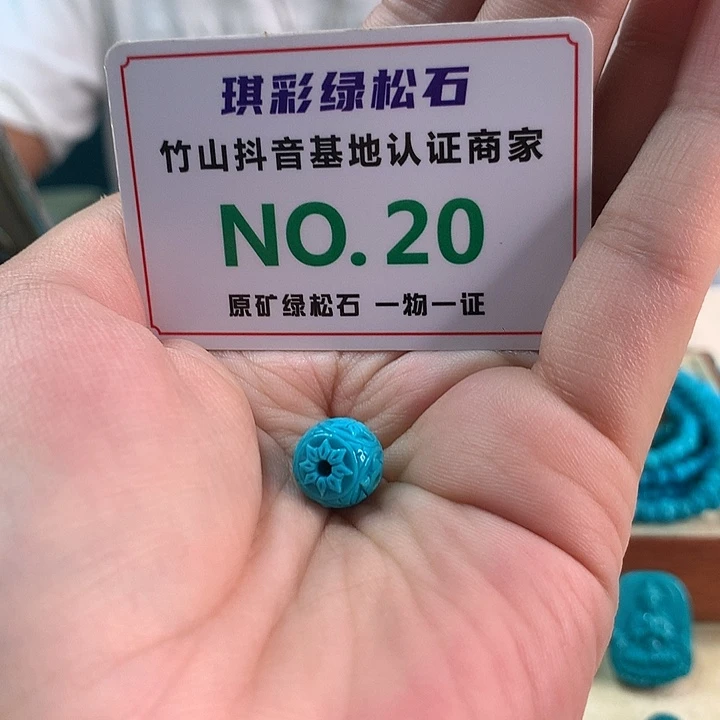 琪彩绿松石
竹山抖音基地认证商家
NO.20
原矿绿松石 一物一证